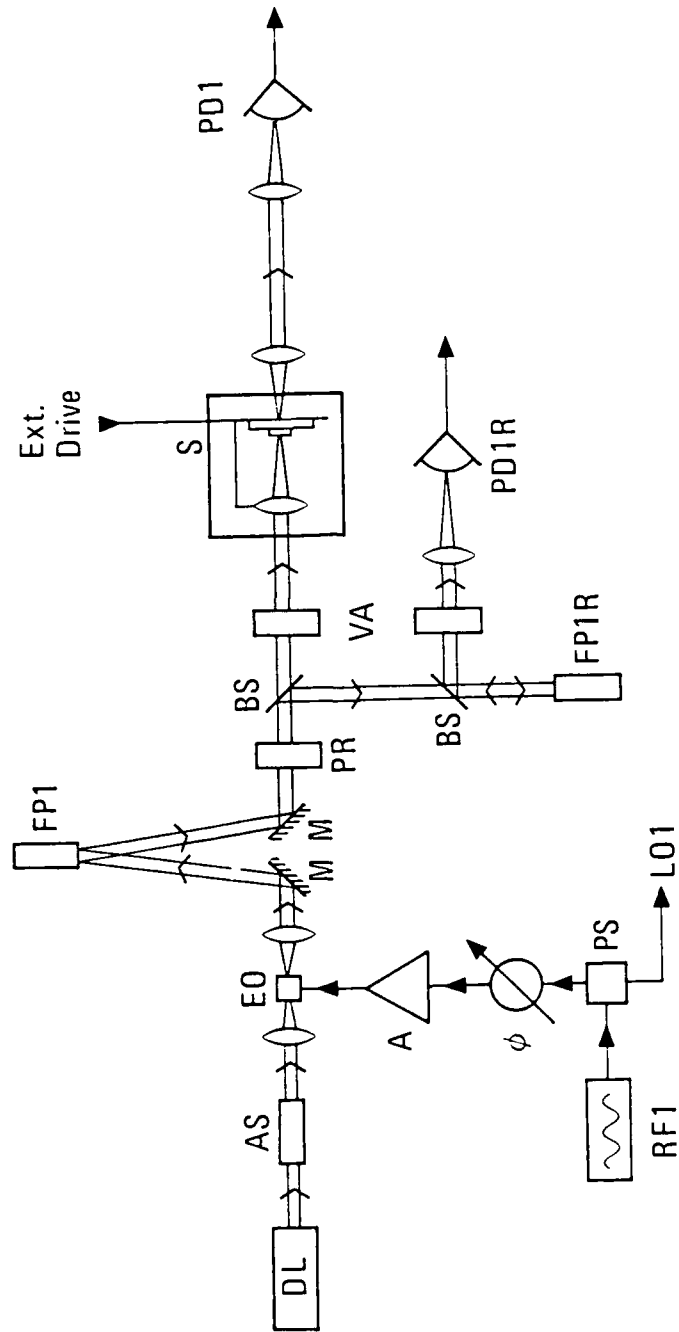 DL
AS
EO
M
M
FP1
PR
BS
VA
S
Ext.
Drive
PD1
BS
FP1R
PD1R
A
φ
PS
LO1
RF1